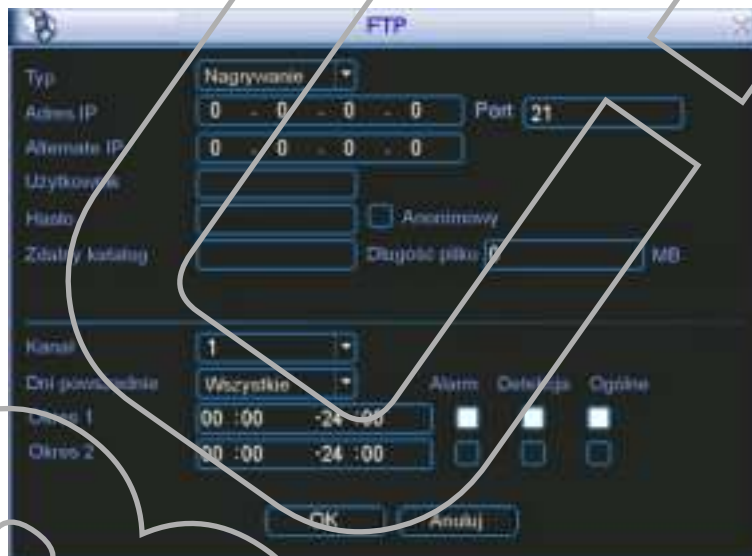 FTP
Typ Nagrywanie
Adres IP 0 . 0 . 0 . 0 Port 21
Alternate IP 0 . 0 . 0 . 0
Użytkownik
Hasło Anonimowy
Zdalny katalog Długość pliku 0 MB
Kanał 1
Dni powszednie Wszystkie Alarm Detekcja Ogólne
Okres 1 00 :00 -24 :00
Okres 2 00 :00 -24 :00
OK Anuluj